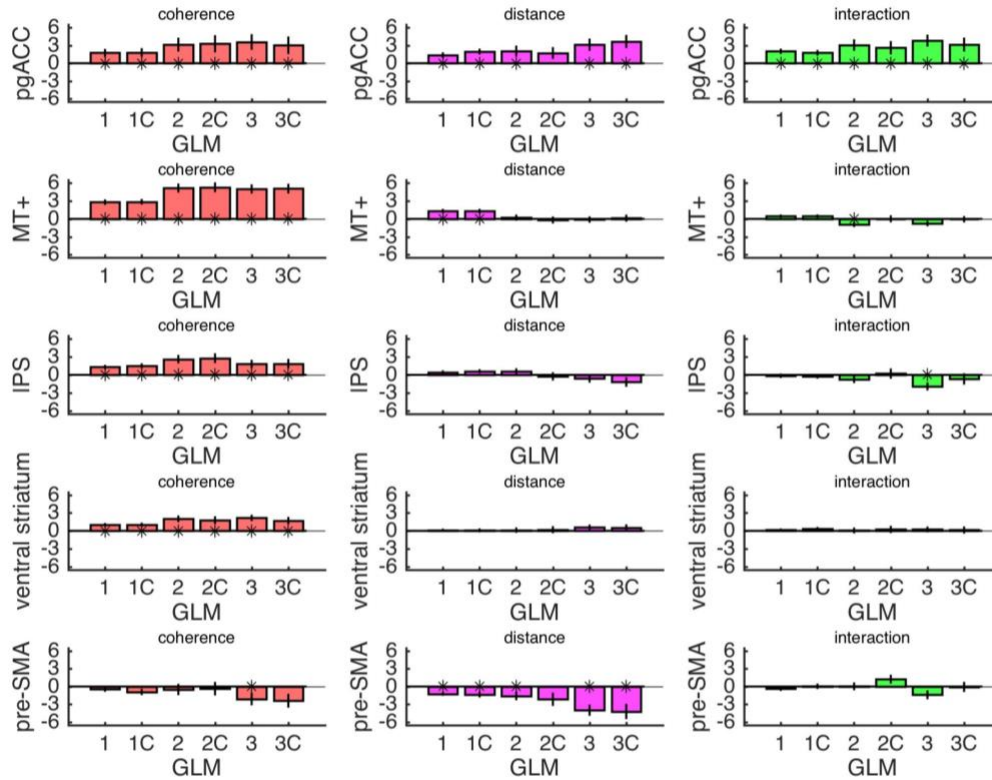 coherence distance interaction
pgACC 6 3 0 -3 -6 pgACC 6 3 0 -3 -6 pgACC 6 3 0 -3 -6
1 1C 2 2C 3 3C 1 1C 2 2C 3 3C 1 1C 2 2C 3 3C
GLM GLM GLM
coherence distance interaction
MT+ 6 3 0 -3 -6 MT+ 6 3 0 -3 -6 MT+ 6 3 0 -3 -6
1 1C 2 2C 3 3C 1 1C 2 2C 3 3C 1 1C 2 2C 3 3C
GLM GLM GLM
coherence distance interaction
IPS 6 3 0 -3 -6 IPS 6 3 0 -3 -6 IPS 6 3 0 -3 -6
1 1C 2 2C 3 3C 1 1C 2 2C 3 3C 1 1C 2 2C 3 3C
GLM GLM GLM
coherence distance interaction
ventral striatum 6 3 0 -3 -6 ventral striatum 6 3 0 -3 -6 ventral striatum 6 3 0 -3 -6
1 1C 2 2C 3 3C 1 1C 2 2C 3 3C 1 1C 2 2C 3 3C
GLM GLM GLM
coherence distance interaction
pre-SMA 6 3 0 -3 -6 pre-SMA 6 3 0 -3 -6 pre-SMA 6 3 0 -3 -6
1 1C 2 2C 3 3C 1 1C 2 2C 3 3C 1 1C 2 2C 3 3C
GLM GLM GLM